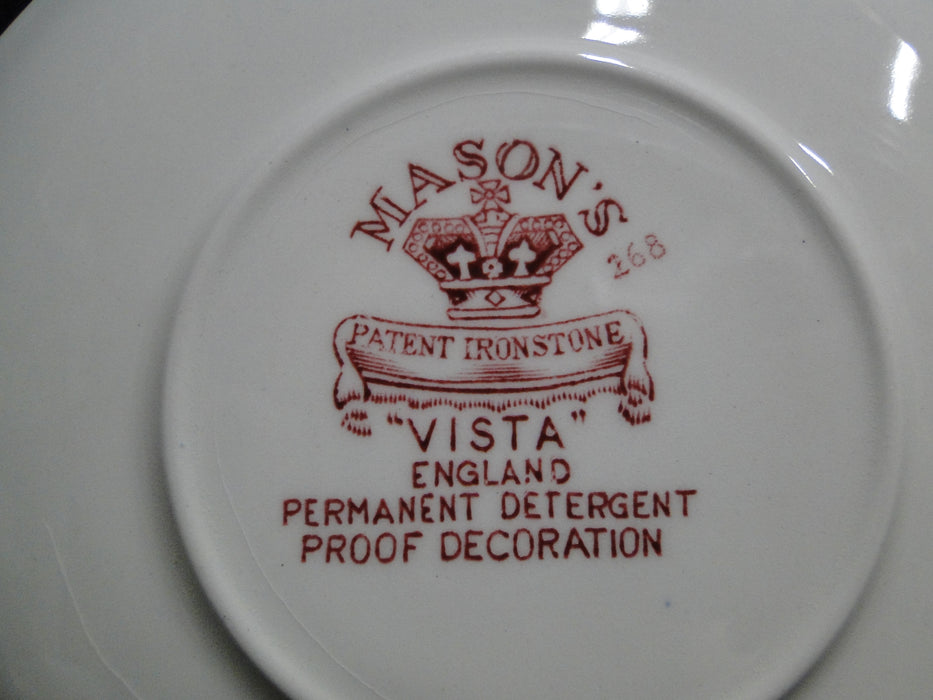 MASON'S
268
PATENT IRONSTONE
"VISTA"
ENGLAND
PERMANENT DETERGENT
PROOF DECORATION